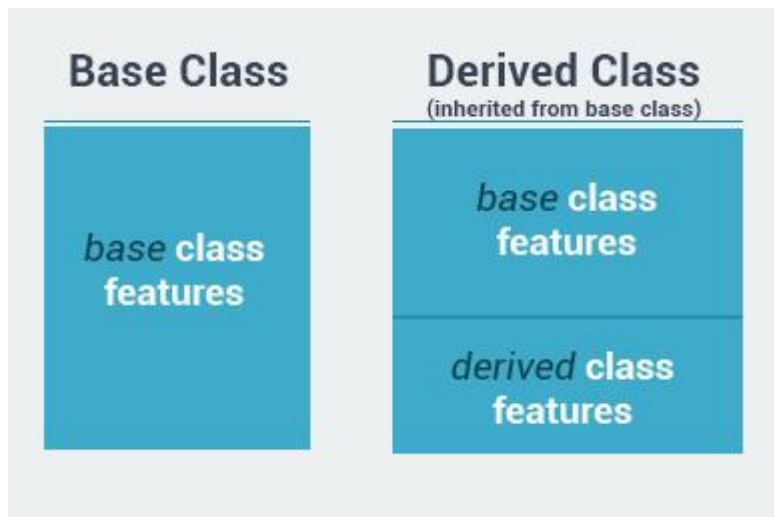 Base Class
base class
features
Derived Class
(inherited from base class)
base class
features
derived class
features